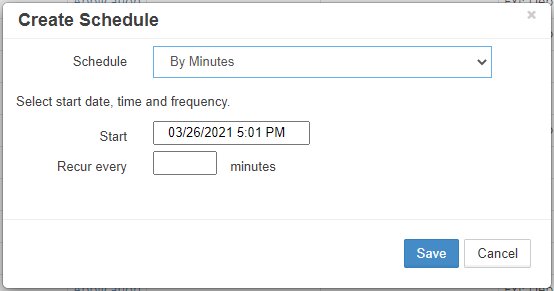 Create Schedule ×
Schedule By Minutes
Select start date, time and frequency.
Start 03/26/2021 5:01 PM
Recur every minutes
Save Cancel